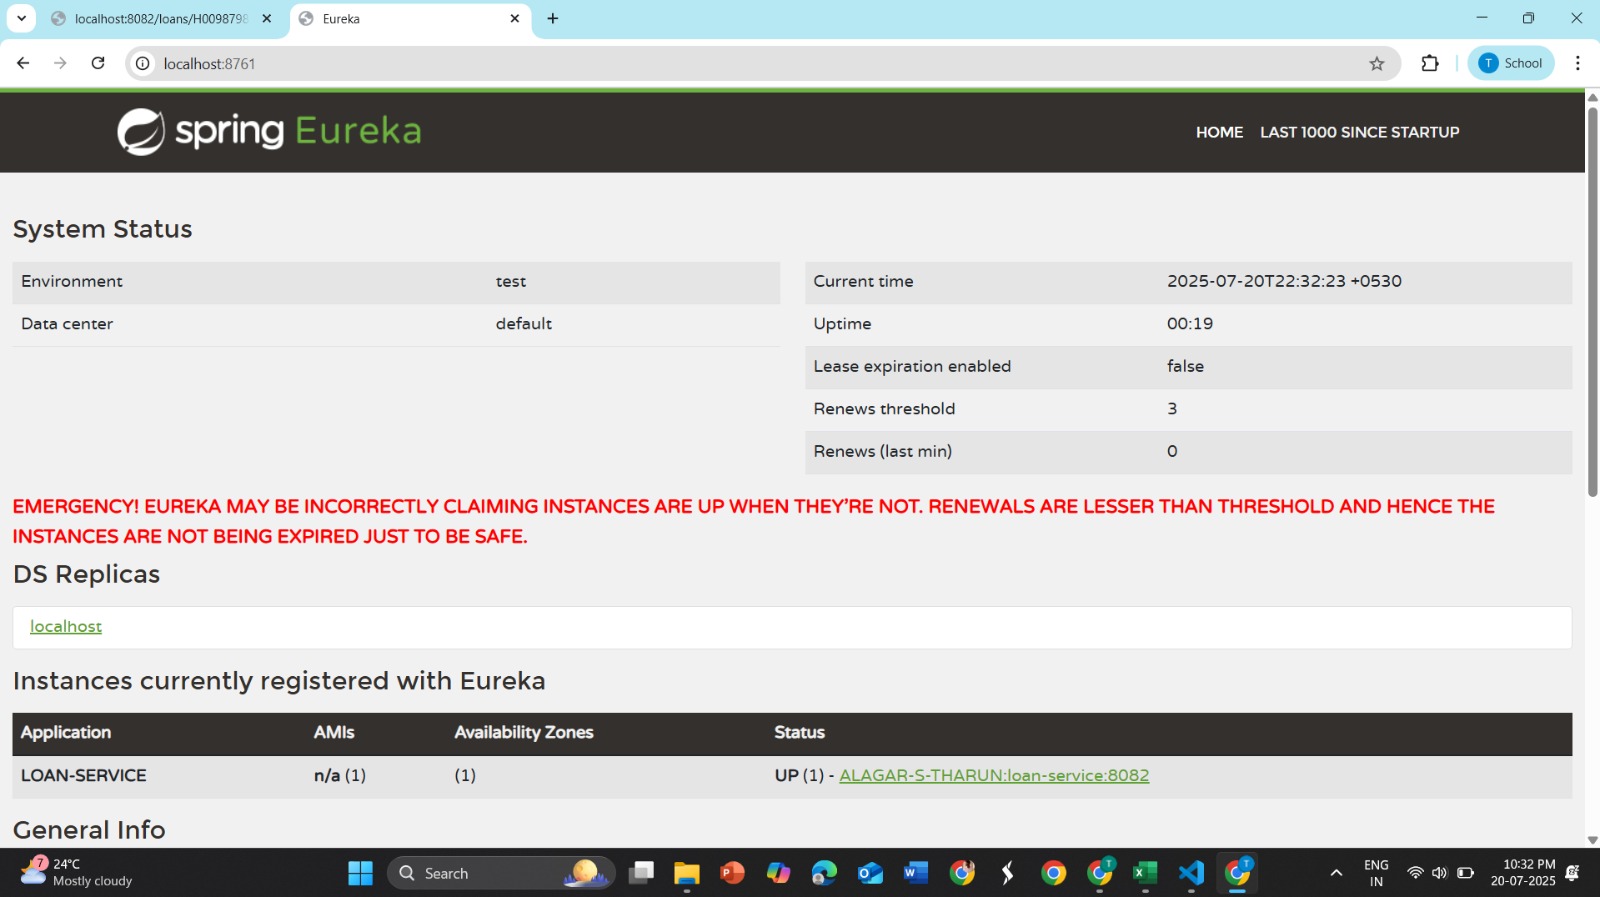 localhost:8082/loans/H0098798
Eureka
localhost:8761
School
T
spring Eureka
HOME LAST 1000 SINCE STARTUP
System Status
Environment test
Data center default
Current time 2025-07-20T22:32:23 +0530
Uptime 00:19
Lease expiration enabled false
Renews threshold 3
Renews (last min) 0
EMERGENCY! EUREKA MAY BE INCORRECTLY CLAIMING INSTANCES ARE UP WHEN THEY'RE NOT. RENEWALS ARE LESSER THAN THRESHOLD AND HENCE THE
INSTANCES ARE NOT BEING EXPIRED JUST TO BE SAFE.
DS Replicas
localhost
Instances currently registered with Eureka
Application AMIs Availability Zones Status
LOAN-SERVICE n/a (1) (1) UP (1) - ALAGAR-S-THARUN:loan-service:8082
General Info
7
24°C
Mostly cloudy
Search
ENG
IN
10:32 PM
20-07-2025